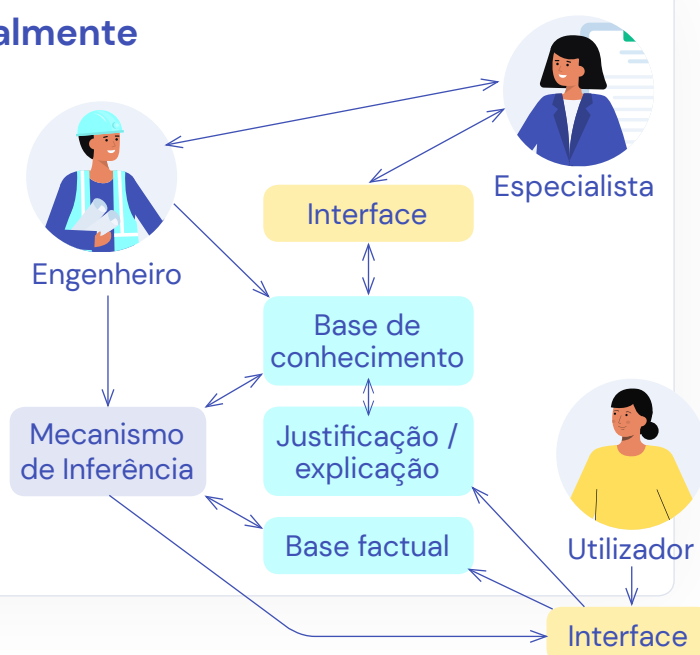 almente
Especialista
Interface
Engenheiro
Base de
conhecimento
Mecanismo
de Inferência
Justificação /
explicação
Base factual
Utilizador
Interface